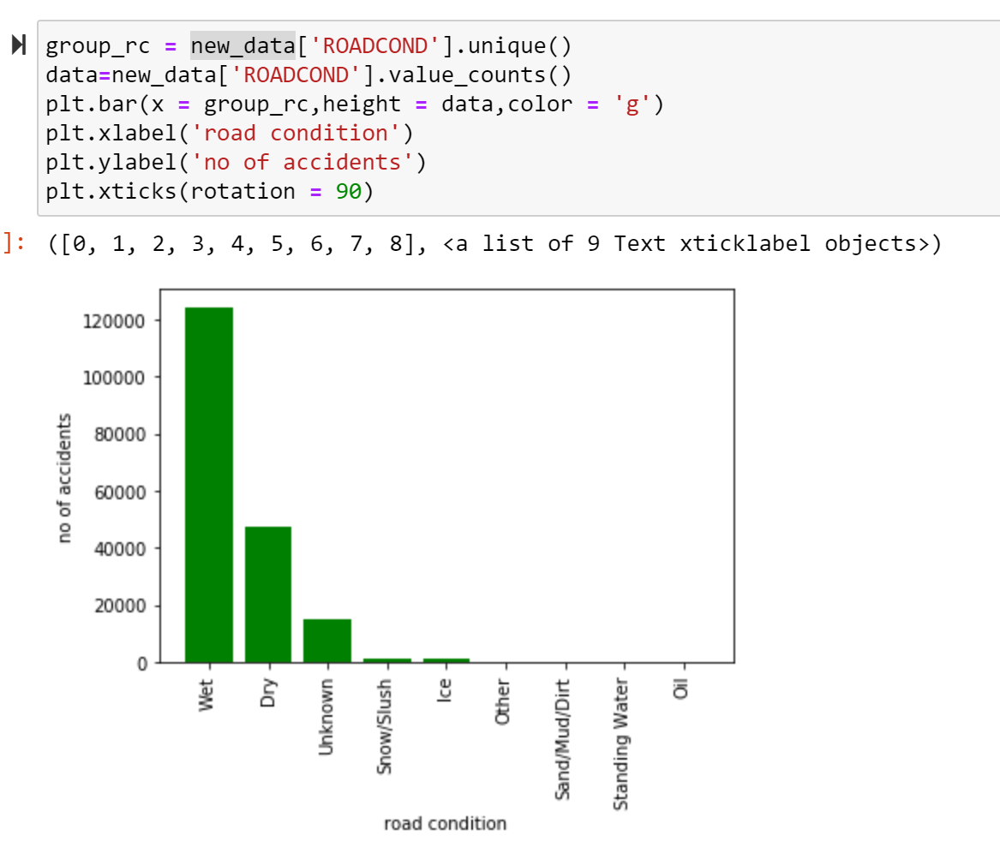 group_rc = new_data['ROADCOND'].unique()
data=new_data['ROADCOND'].value_counts()
plt.bar(x = group_rc,height = data,color = 'g')
plt.xlabel('road condition')
plt.ylabel('no of accidents')
plt.xticks(rotation = 90)
]: ([0, 1, 2, 3, 4, 5, 6, 7, 8], <a list of 9 Text xticklabel objects>)
120000
100000
80000
60000
40000
20000
0
no of accidents
Wet
Dry
Unknown
Snow/Slush
Ice
Other
Sand/Mud/Dirt
Standing Water
Oil
road condition